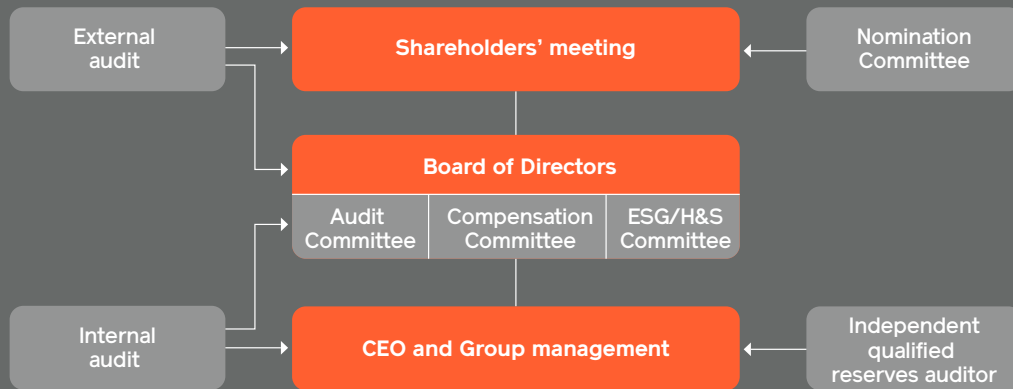 External
audit
Shareholders’ meeting
Nomination
Committee
Board of Directors
Audit
Committee
Compensation
Committee
ESG/H&S
Committee
Internal
audit
CEO and Group management
Independent
qualified
reserves auditor